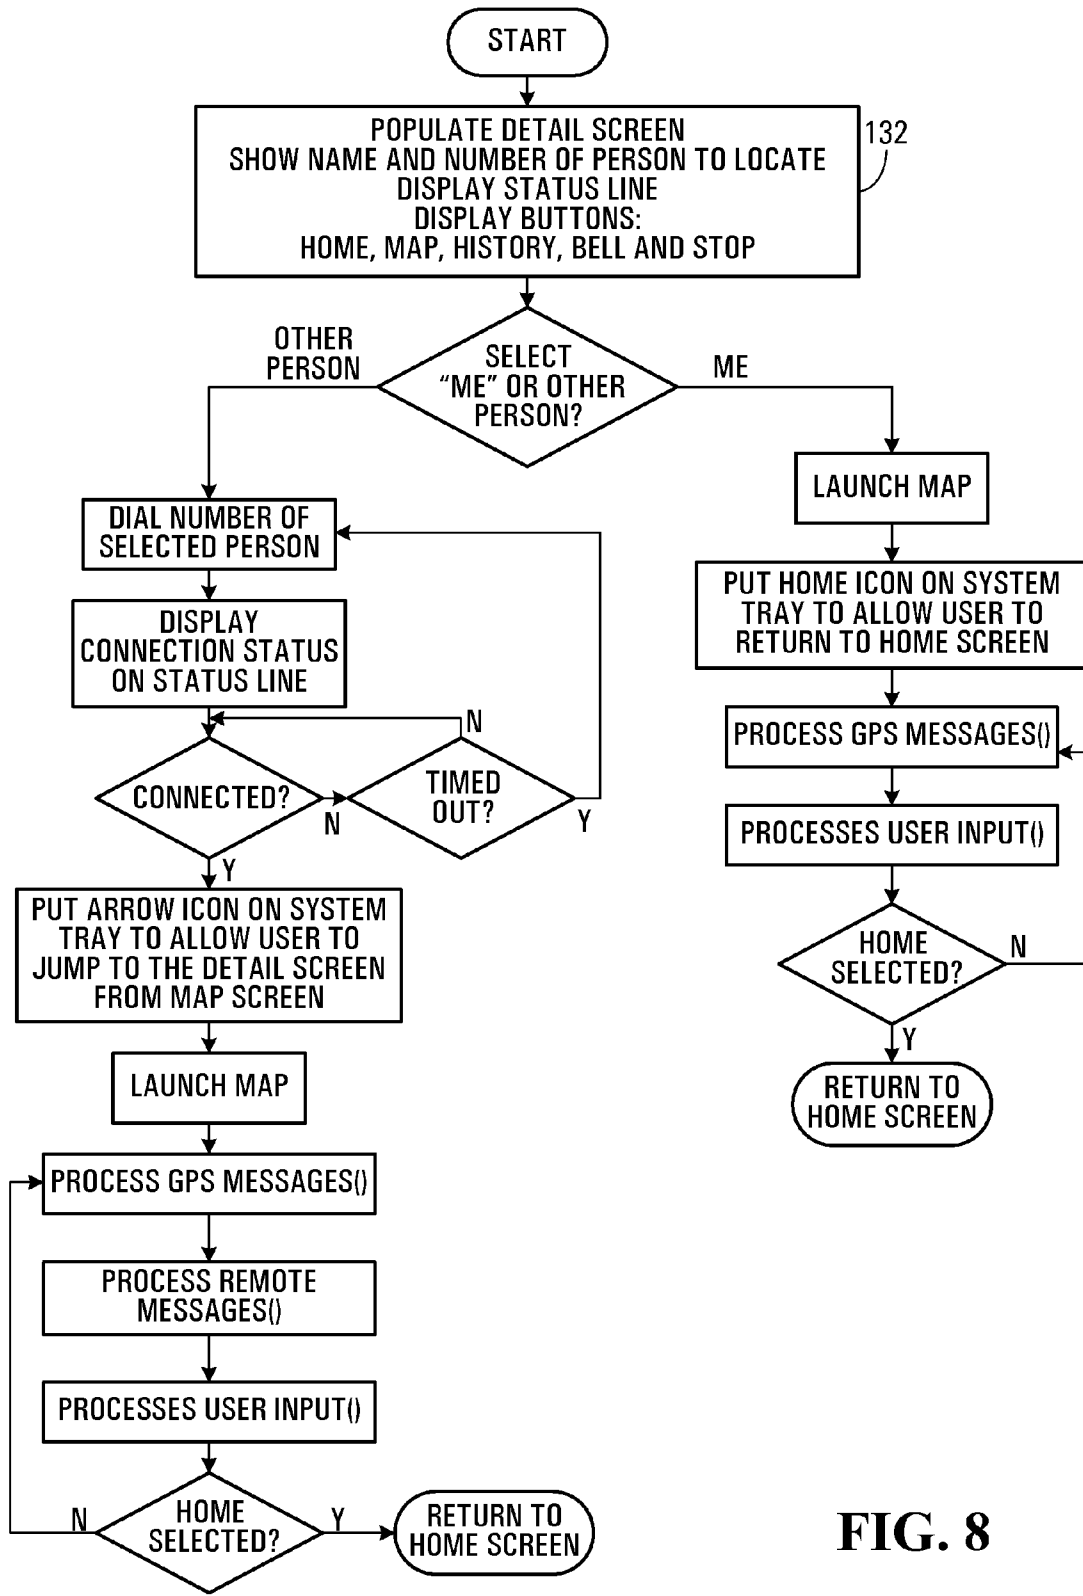 START
POPULATE DETAIL SCREEN
SHOW NAME AND NUMBER OF PERSON TO LOCATE
DISPLAY STATUS LINE
DISPLAY BUTTONS:
HOME, MAP, HISTORY, BELL AND STOP
132
OTHER
PERSON
SELECT
“ME” OR OTHER
PERSON?
ME
DIAL NUMBER OF
SELECTED PERSON
DISPLAY
CONNECTION STATUS
ON STATUS LINE
N
CONNECTED?
N
TIMED
OUT?
Y
Y
PUT ARROW ICON ON SYSTEM
TRAY TO ALLOW USER TO
JUMP TO THE DETAIL SCREEN
FROM MAP SCREEN
LAUNCH MAP
PROCESS GPS MESSAGES()
PROCESS REMOTE
MESSAGES()
PROCESSES USER INPUT()
N
HOME
SELECTED?
Y
RETURN TO
HOME SCREEN
LAUNCH MAP
PUT HOME ICON ON SYSTEM
TRAY TO ALLOW USER TO
RETURN TO HOME SCREEN
PROCESS GPS MESSAGES()
PROCESSES USER INPUT()
HOME
SELECTED?
N
Y
RETURN TO
HOME SCREEN
FIG. 8